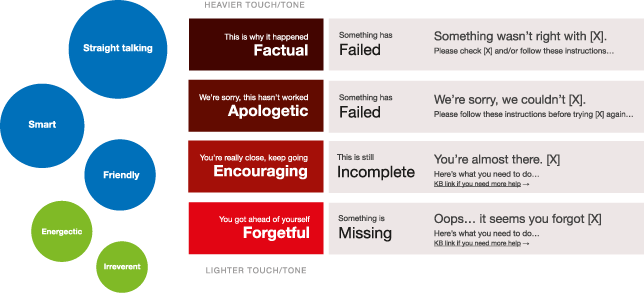 HEAVIER TOUCH/TONE
Straight talking
Smart
Friendly
Energectic
Irreverent
This is why it happened
Factual
Something has
Failed
Something wasn't right with [X].
Please check [X] and/or follow these instructions…
We're sorry, this hasn't worked
Apologetic
Something has
Failed
We're sorry, we couldn't [X].
Please follow these instructions before trying [X] again…
You're really close, keep going
Encouraging
This is still
Incomplete
You're almost there. [X]
Here's what you need to do…
KB link if you need more help →
You got ahead of yourself
Forgetful
Something is
Missing
Oops… it seems you forgot [X]
Here's what you need to do…
KB link if you need more help →
LIGHTER TOUCH/TONE